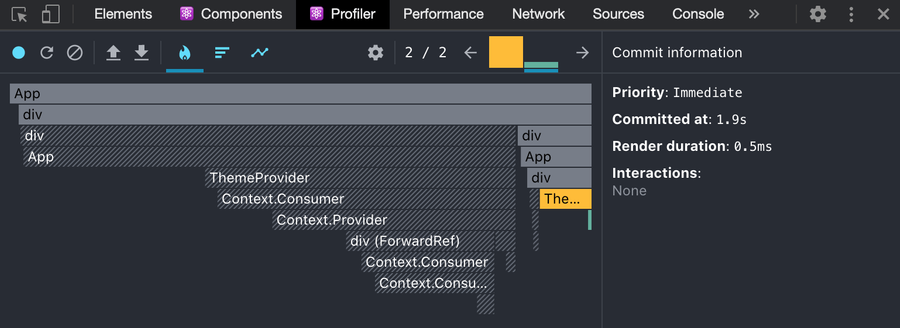 Elements Components Profiler Performance Network Sources Console
2 / 2
Commit information
Priority: Immediate
Committed at: 1.9s
Render duration: 0.5ms
Interactions:
None
App
div
div div
App App
ThemeProvider div
Context.Consumer The...
Context.Provider
div (ForwardRef)
Context.Consumer
Context.Consu...